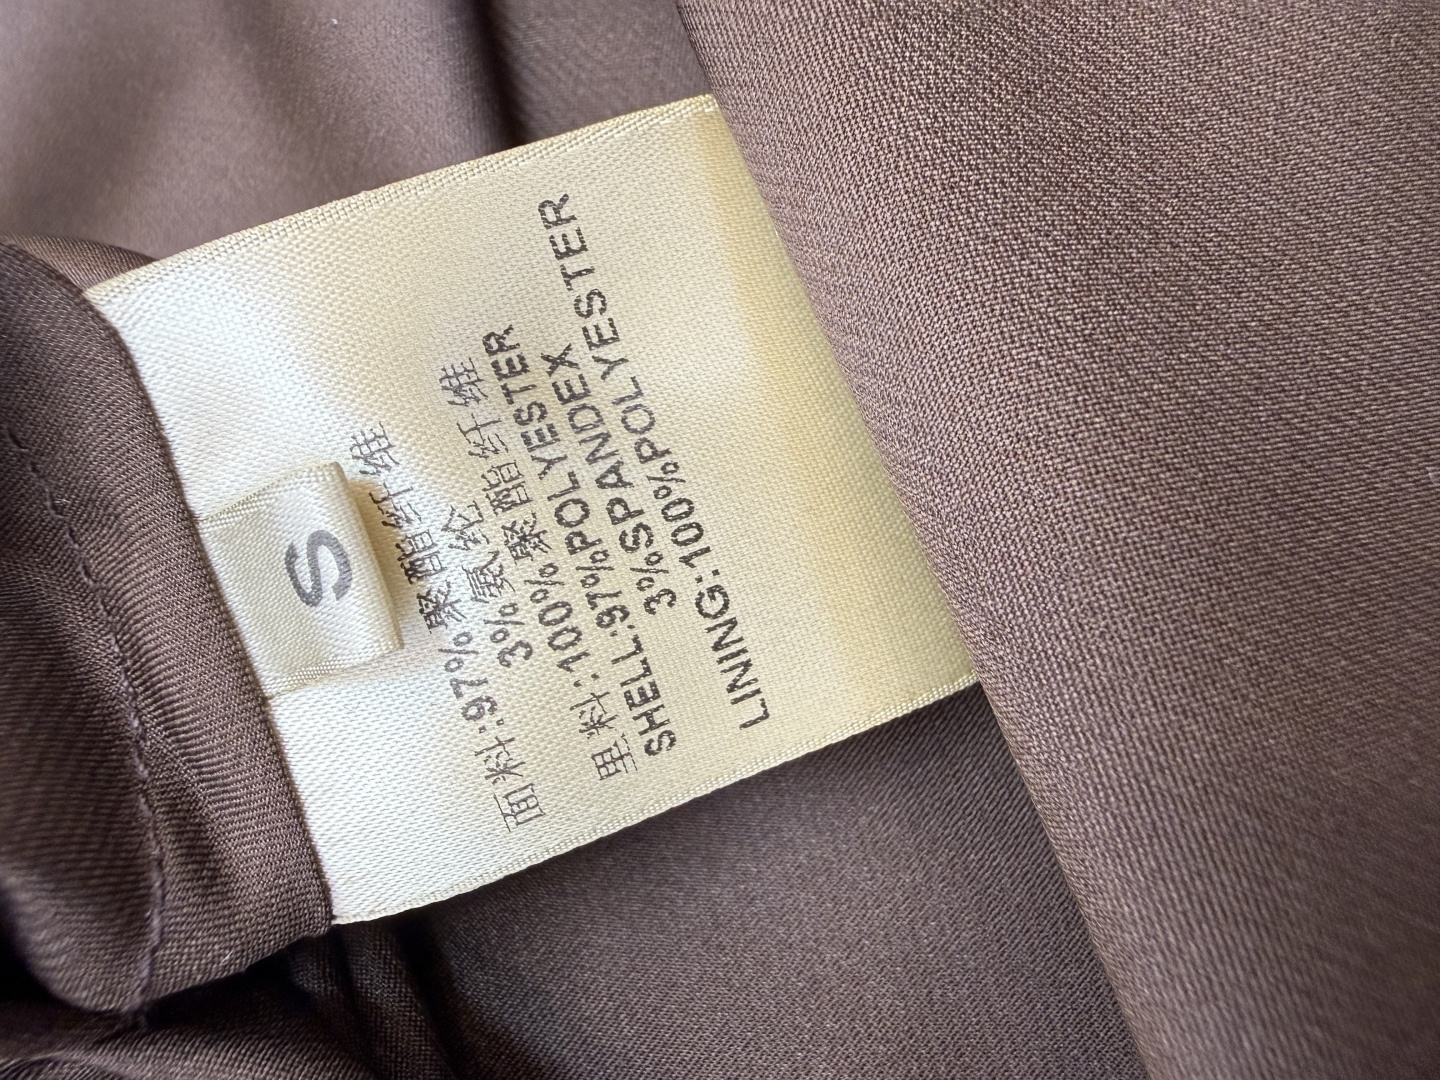 S
面料:97%聚酯纤维
3%氨纶
里料:100%聚酯纤维
SHELL:97%POLYESTER
3%SPANDEX
LINING:100%POLYESTER